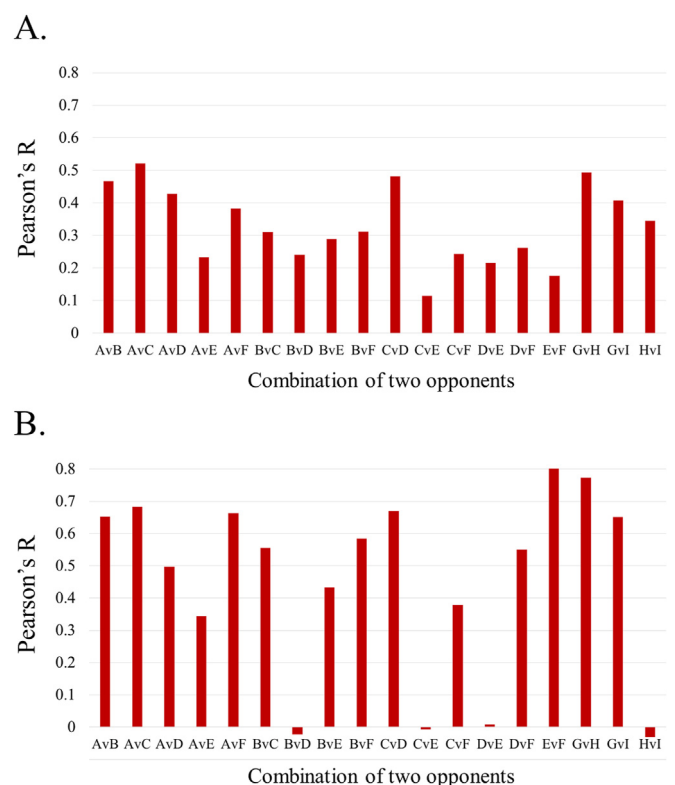 A.
0.8
0.7
0.6
0.5
0.4
0.3
0.2
0.1
0
Pearson's R
AvB AvC AvD AvE AvF BvC BvD BvE BvF CvD CvE CvF DvE DvF EvF GvH GvI HvI
Combination of two opponents
B.
0.8
0.7
0.6
0.5
0.4
0.3
0.2
0.1
0
Pearson's R
AvB AvC AvD AvE AvF BvC BvD BvE BvF CvD CvE CvF DvE DvF EvF GvH GvI HvI
Combination of two opponents